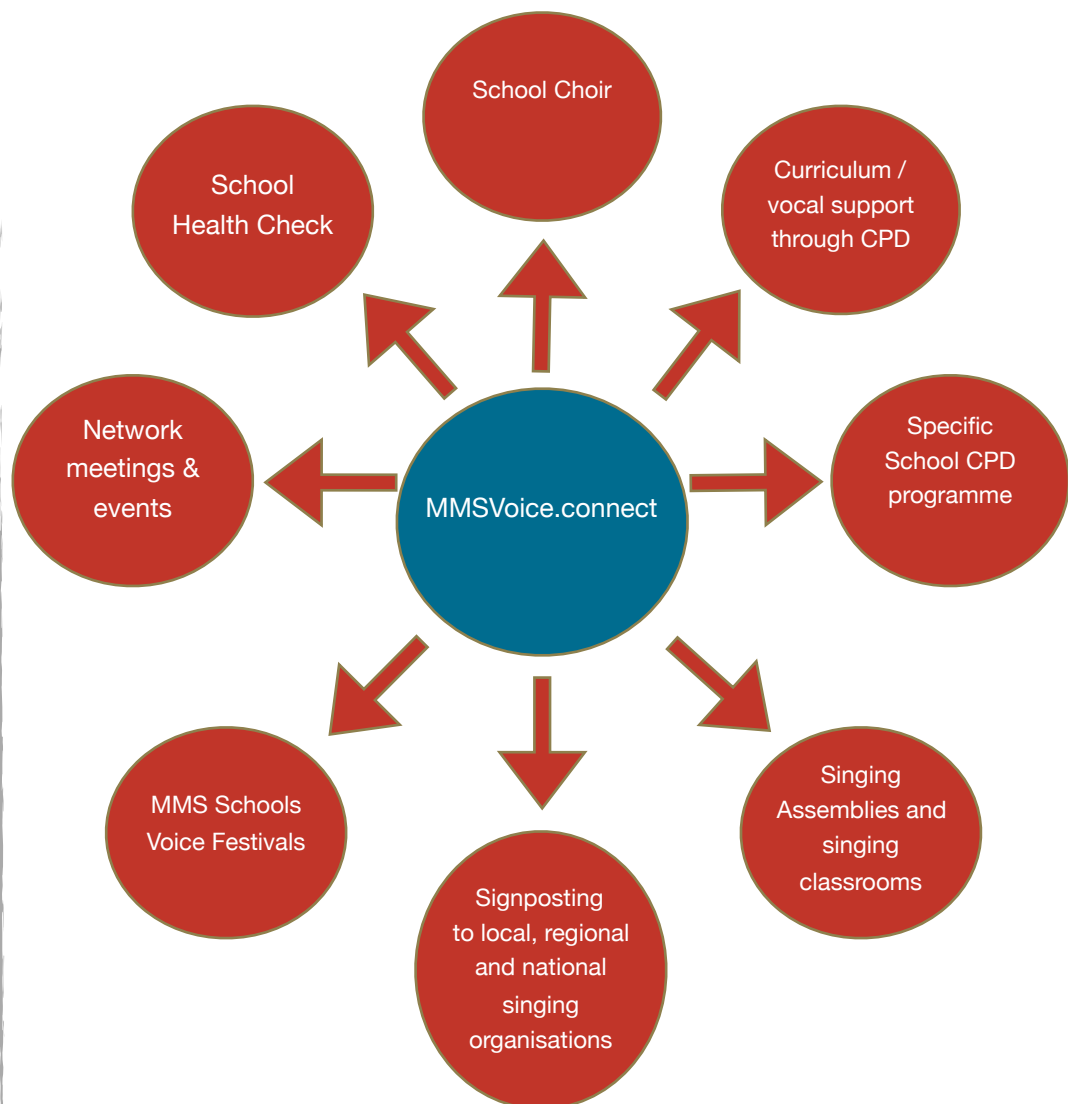 School Choir
School
Health Check
Curriculum /
vocal support
through CPD
Network
meetings &
events
MMSVoice.connect
Specific
School CPD
programme
MMS Schools
Voice Festivals
Signposting
to local, regional
and national
singing
organisations
Singing
Assemblies and
singing
classrooms